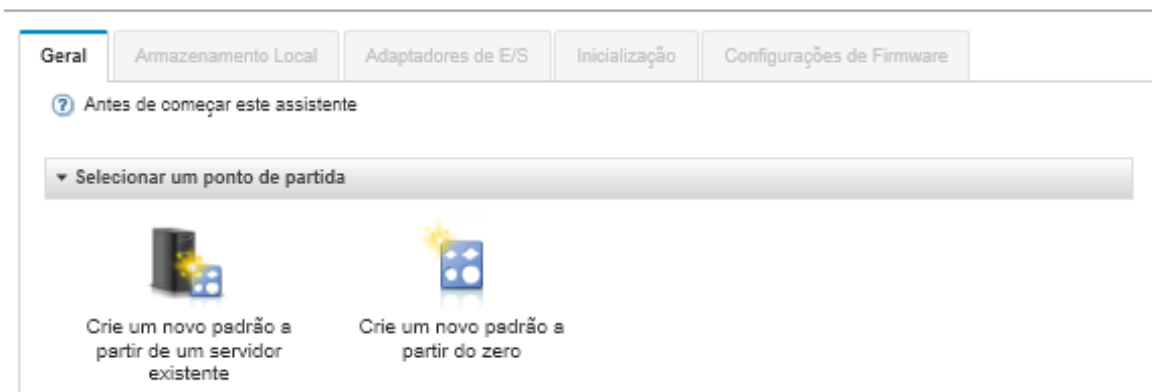 Geral Armazenamento Local Adaptadores de E/S Inicialização Configurações de Firmware
? Antes de começar este assistente
Selecionar um ponto de partida
Crie um novo padrão a
partir de um servidor
existente
Crie um novo padrão a
partir do zero